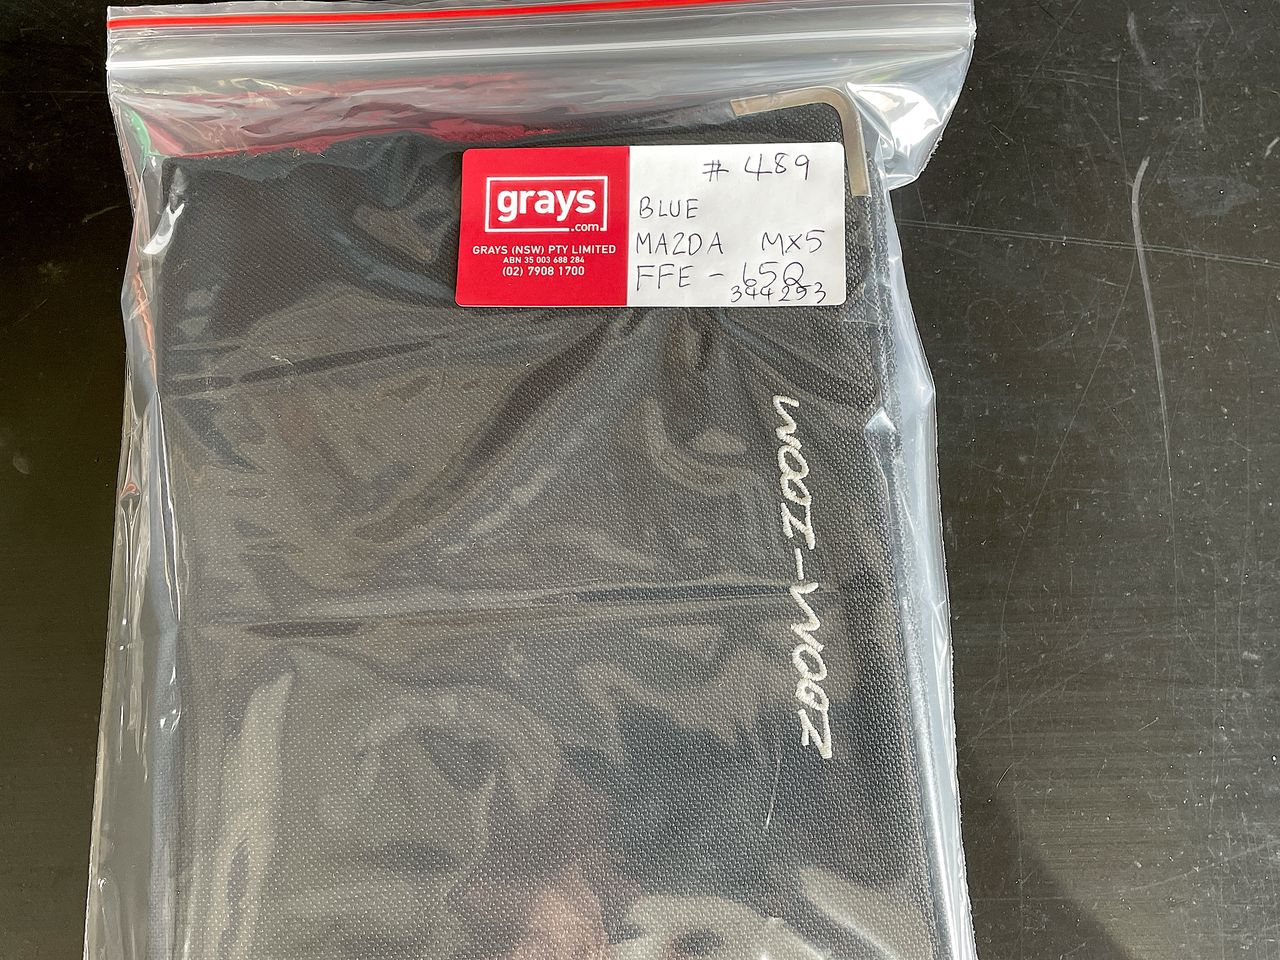 grays
.com
GRAYS (NSW) PTY LIMITED
ABN 35 003 688 284
(02) 7908 1700
# 489
BLUE
MAZDA MX5
FFE - 65Q
344253
ZOOM-ZOOM